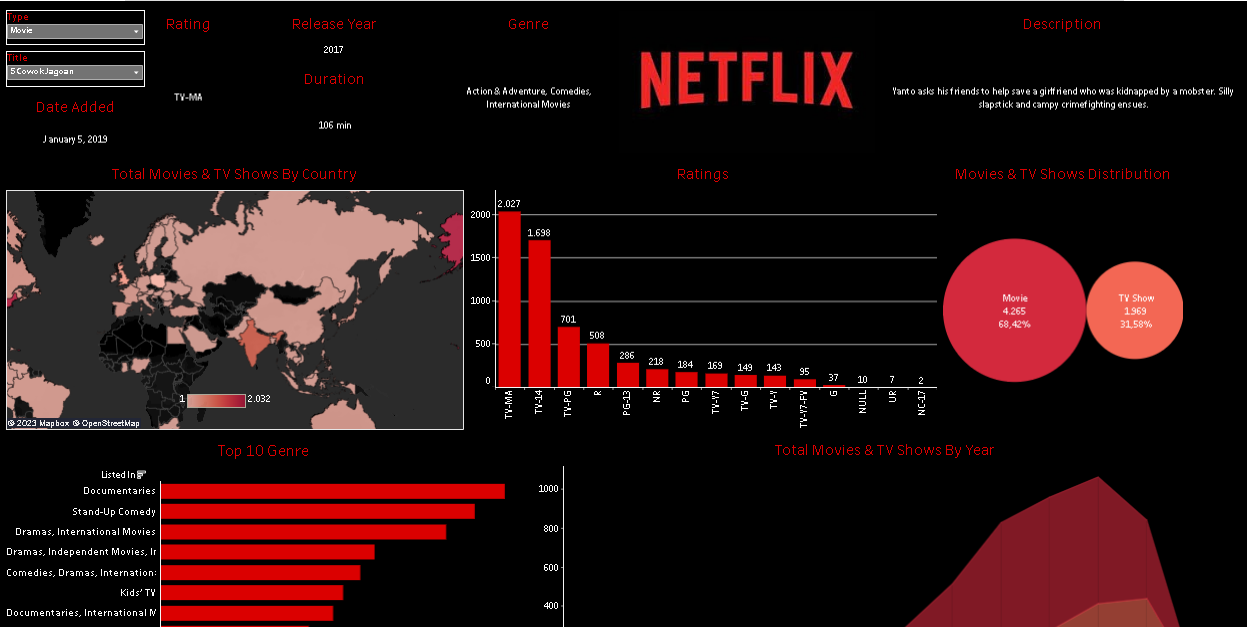 Type
Movie
Title
5 Cowok Jagoan
Date Added
January 5, 2019
Rating
TV-MA
Release Year
2017
Duration
106 min
Genre
Action & Adventure, Comedies,
International Movies
NETFLIX
Description
Yanto asks his friends to help save a girlfriend who was kidnapped by a mobster. Silly
slapstick and campy crimefighting ensues.
Total Movies & TV Shows By Country
1
2.032
© 2023 Mapbox © OpenStreetMap
Ratings
2000
1500
1000
500
0
2.027
1.698
701
508
286
218
184
169
149
143
95
37
10
7
2
TV-MA
TV-14
TV-PG
R
PG-13
NR
PG
TV-Y7
TV-G
TV-Y
TV-Y7-FV
G
NULL
UR
NC-17
Movies & TV Shows Distribution
Movie
4.265
68,42%
TV Show
1.969
31,58%
Top 10 Genre
Listed In
Documentaries
Stand-Up Comedy
Dramas, International Movies
Dramas, Independent Movies, Ir
Comedies, Dramas, Internation
Kids' TV
Documentaries, International M
Total Movies & TV Shows By Year
1000
800
600
400